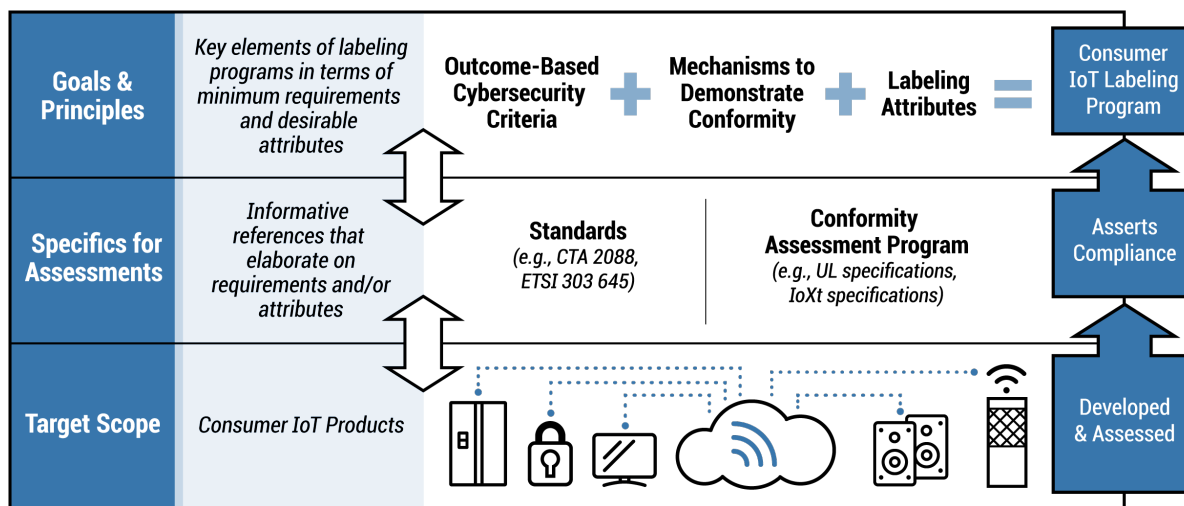 Goals &
Principles
Key elements of labeling
programs in terms of
minimum requirements
and desirable
attributes
Outcome-Based
Cybersecurity
Criteria
+
Mechanisms to
Demonstrate
Conformity
+
Labeling
Attributes
=
Consumer
IoT Labeling
Program
Specifics for
Assessments
Informative
references that
elaborate on
requirements and/or
attributes
Standards
(e.g., CTA 2088,
ETSI 303 645)
Conformity
Assessment Program
(e.g., UL specifications,
IoXt specifications)
Asserts
Compliance
Target Scope
Consumer IoT Products
Developed
& Assessed